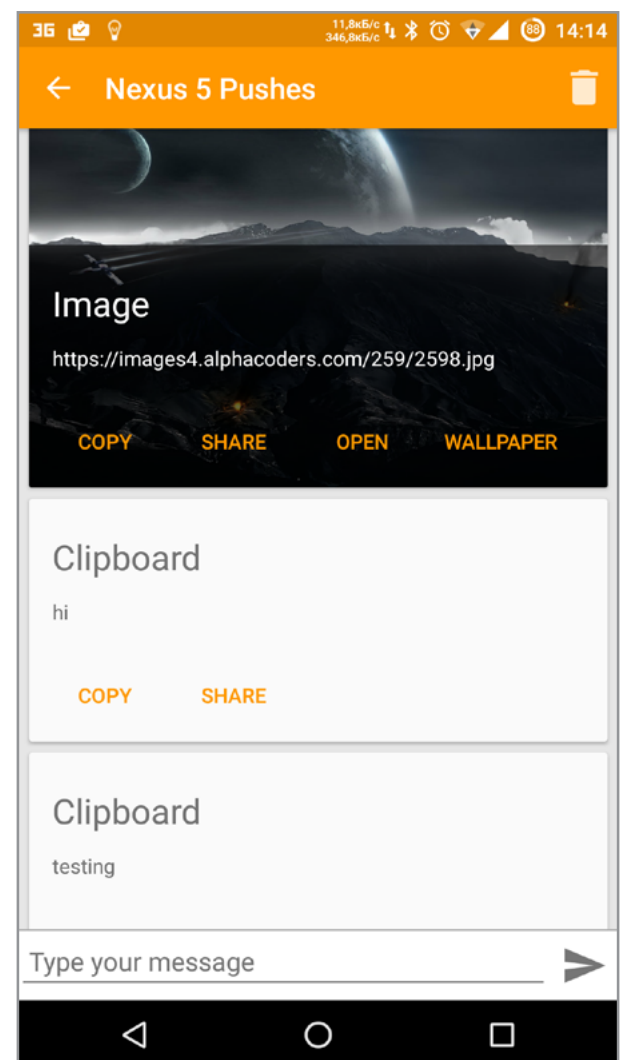 3G 11,8кБ/с 88 14:14
346,8кБ/с
Nexus 5 Pushes
Image
https://images4.alphacoders.com/259/2598.jpg
COPY SHARE OPEN WALLPAPER
Clipboard
hi
COPY SHARE
Clipboard
testing
Type your message